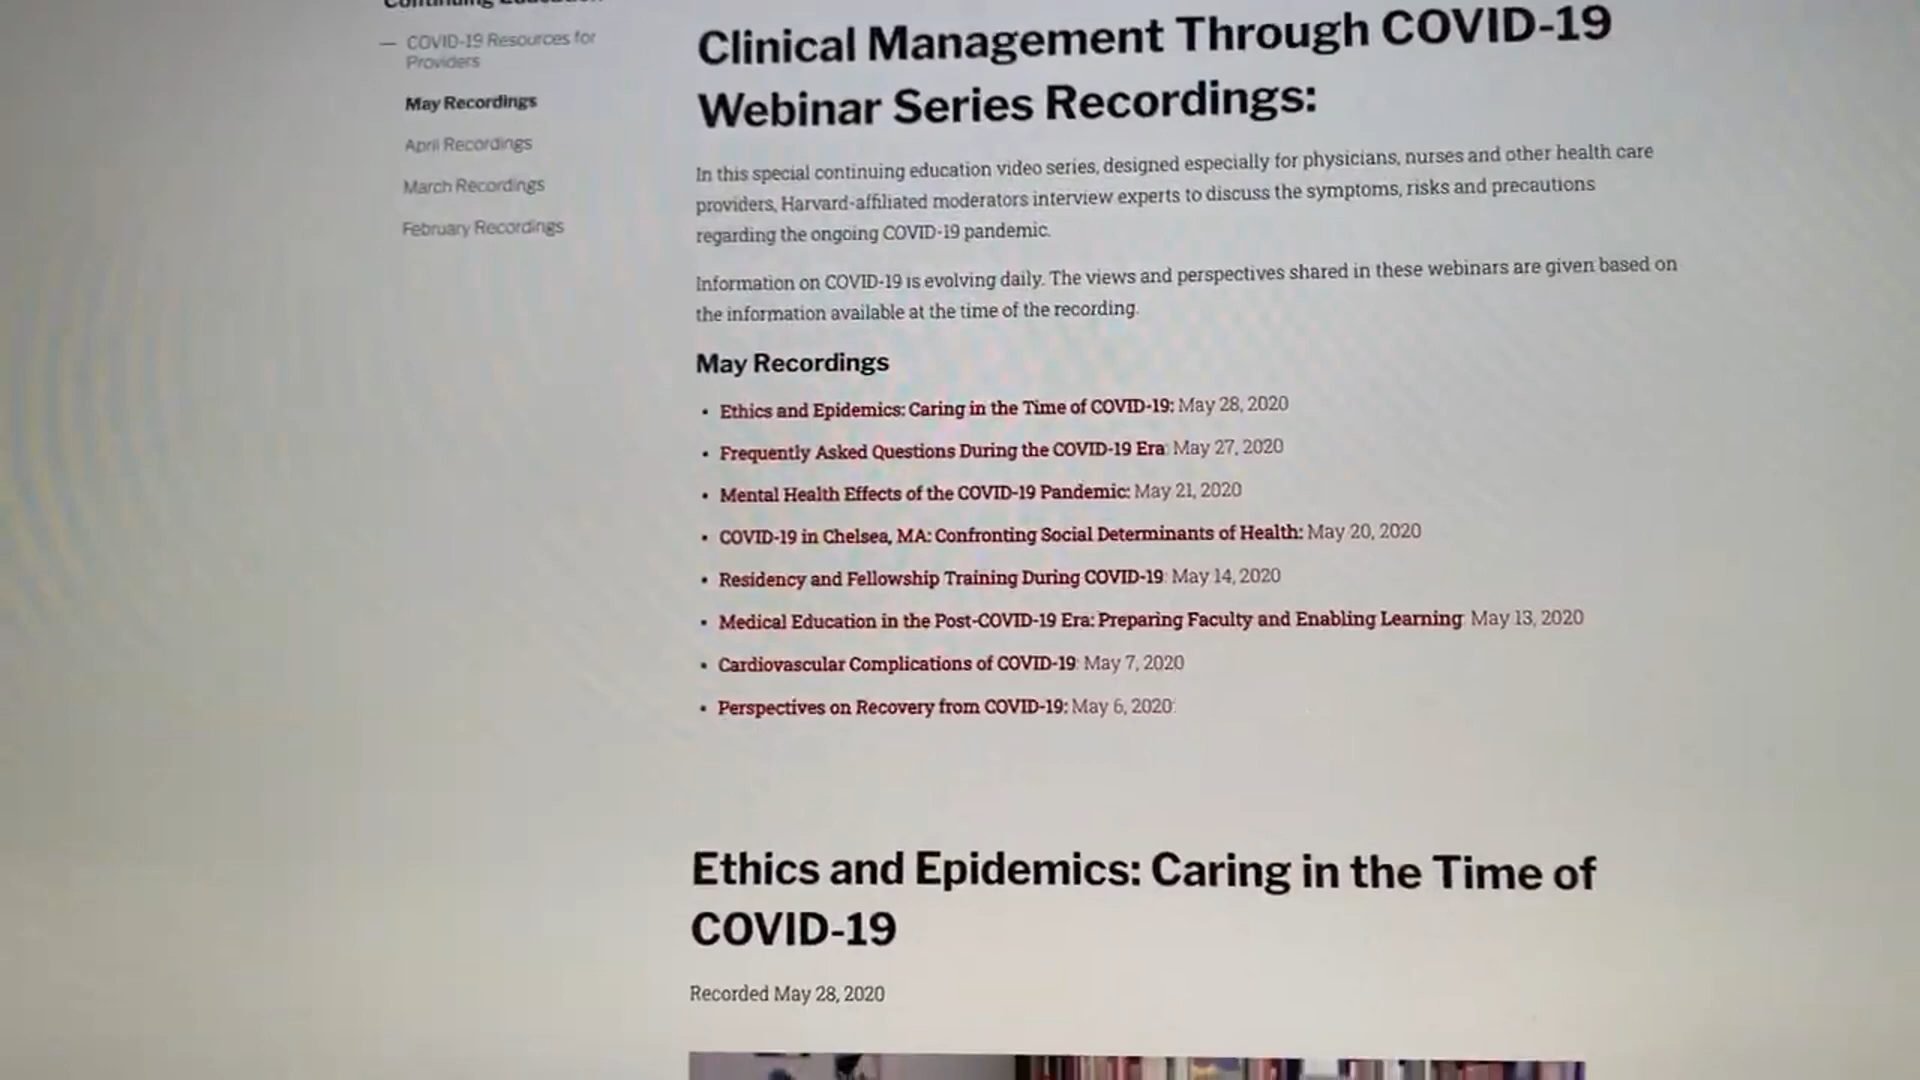 Continuing Education
— COVID-19 Resources for
Providers
May Recordings
April Recordings
March Recordings
February Recordings
Clinical Management Through COVID-19
Webinar Series Recordings:
In this special continuing education video series, designed especially for physicians, nurses and other health care
providers, Harvard-affiliated moderators interview experts to discuss the symptoms, risks and precautions
regarding the ongoing COVID-19 pandemic.
Information on COVID-19 is evolving daily. The views and perspectives shared in these webinars are given based on
the information available at the time of the recording.
May Recordings
• Ethics and Epidemics: Caring in the Time of COVID-19: May 28, 2020
• Frequently Asked Questions During the COVID-19 Era: May 27, 2020
• Mental Health Effects of the COVID-19 Pandemic: May 21, 2020
• COVID-19 in Chelsea, MA: Confronting Social Determinants of Health: May 20, 2020
• Residency and Fellowship Training During COVID-19: May 14, 2020
• Medical Education in the Post-COVID-19 Era: Preparing Faculty and Enabling Learning: May 13, 2020
• Cardiovascular Complications of COVID-19: May 7, 2020
• Perspectives on Recovery from COVID-19: May 6, 2020
Ethics and Epidemics: Caring in the Time of
COVID-19
Recorded May 28, 2020